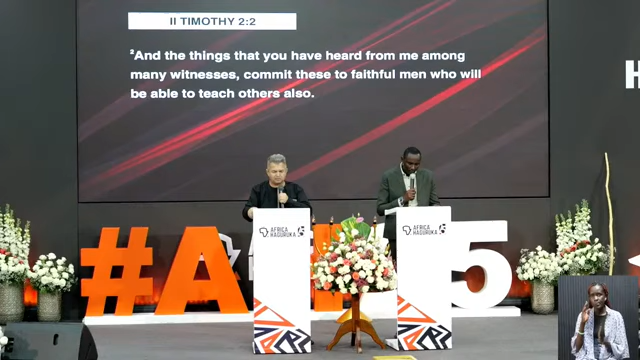 II TIMOTHY 2:2
²And the things that you have heard from me among
many witnesses, commit these to faithful men who will
be able to teach others also.
AFRICA
HAGURUKA
AFRICA
HAGURUKA
#A
5
H